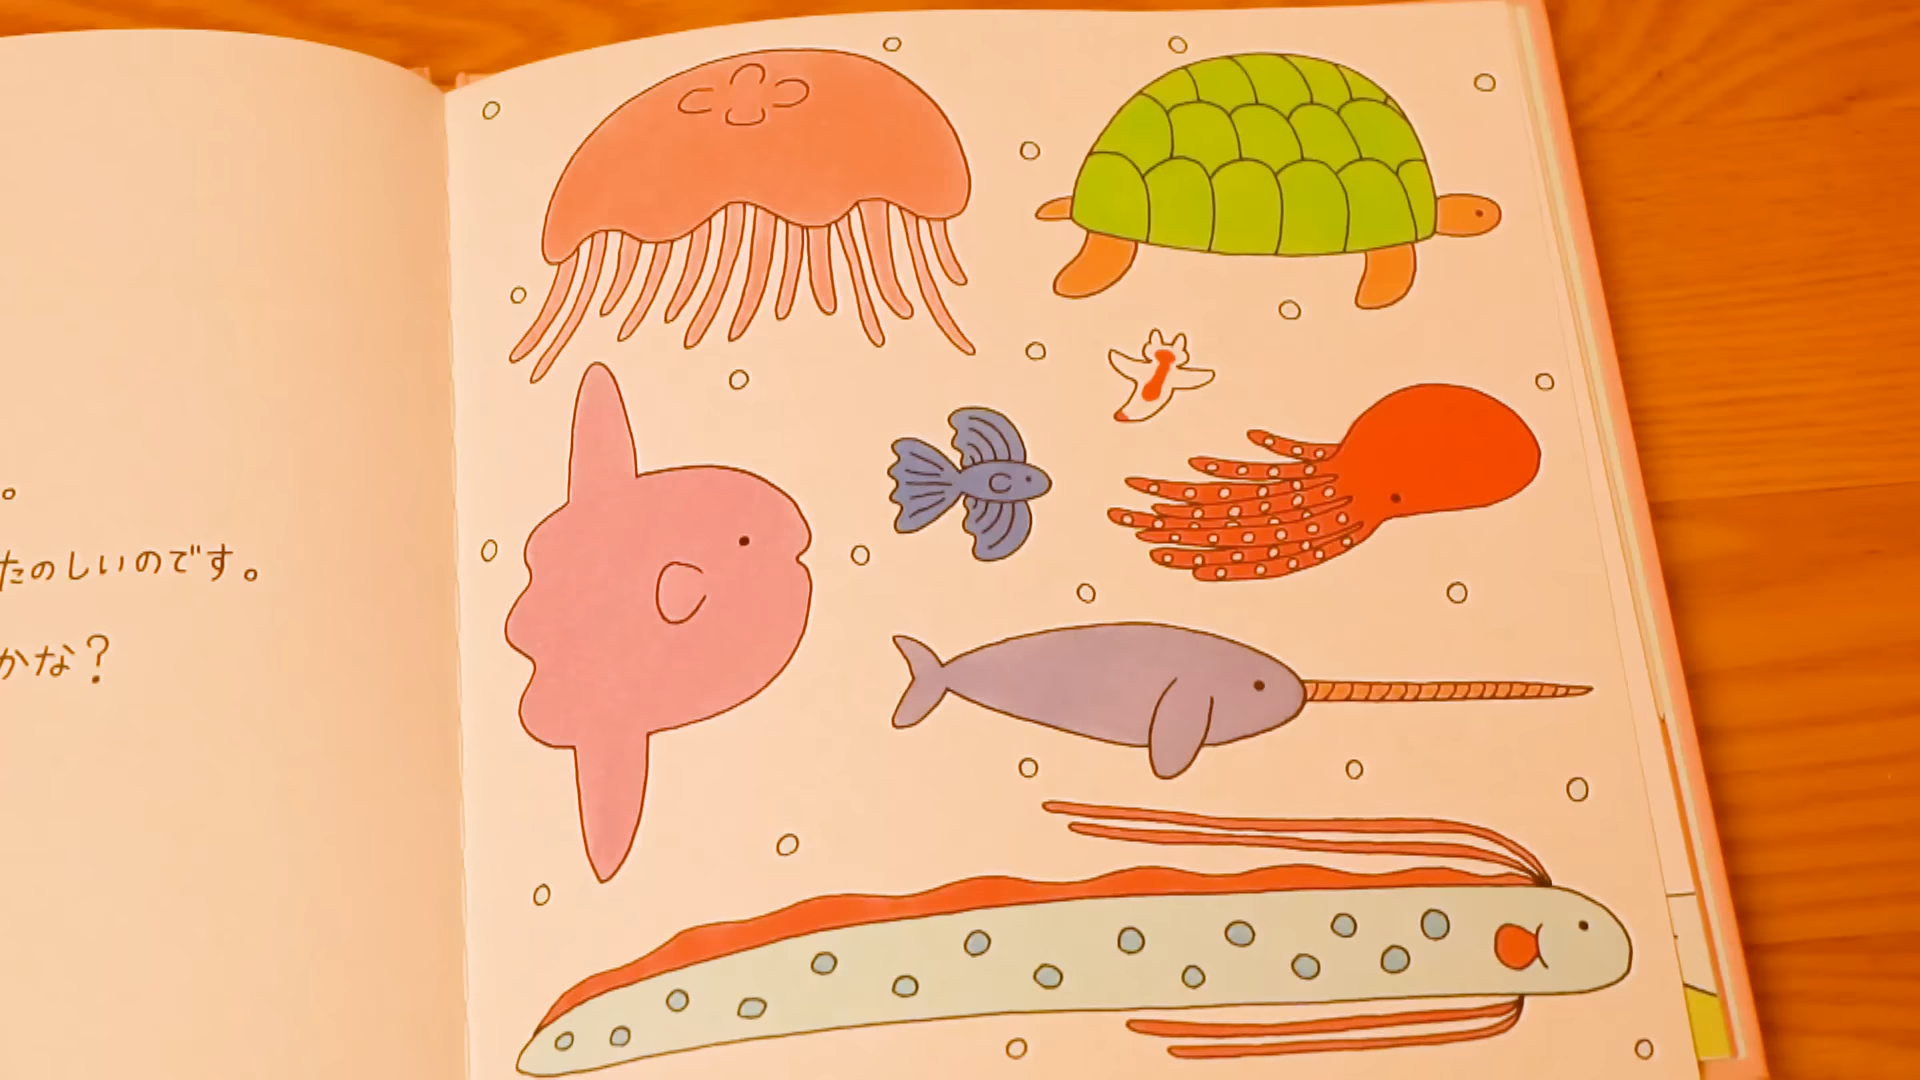 。
たのしいのです。
かな？